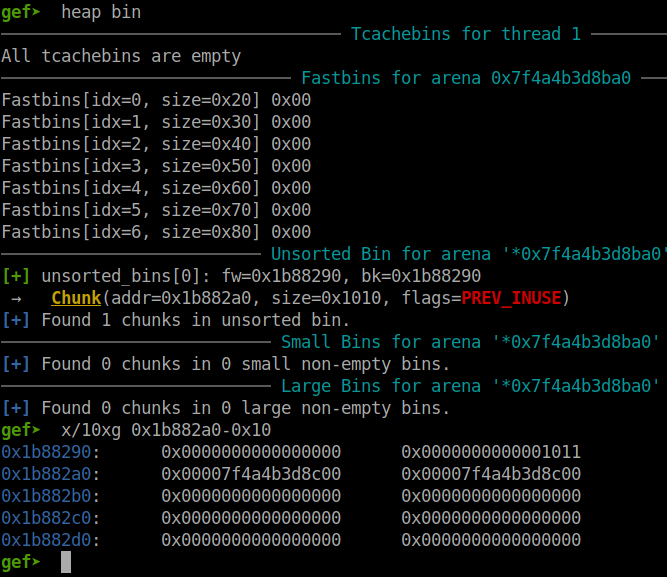 gef➤  heap bin
Tcachebins for thread 1
All tcachebins are empty
Fastbins for arena 0x7f4a4b3d8ba0
Fastbins[idx=0, size=0x20] 0x00
Fastbins[idx=1, size=0x30] 0x00
Fastbins[idx=2, size=0x40] 0x00
Fastbins[idx=3, size=0x50] 0x00
Fastbins[idx=4, size=0x60] 0x00
Fastbins[idx=5, size=0x70] 0x00
Fastbins[idx=6, size=0x80] 0x00
Unsorted Bin for arena '*0x7f4a4b3d8ba0'
[+] unsorted_bins[0]: fw=0x1b88290, bk=0x1b88290
→   Chunk(addr=0x1b882a0, size=0x1010, flags=PREV_INUSE)
[+] Found 1 chunks in unsorted bin.
Small Bins for arena '*0x7f4a4b3d8ba0'
[+] Found 0 chunks in 0 small non-empty bins.
Large Bins for arena '*0x7f4a4b3d8ba0'
[+] Found 0 chunks in 0 large non-empty bins.
gef➤  x/10xg 0x1b882a0-0x10
0x1b88290:      0x0000000000000000      0x0000000000001011
0x1b882a0:      0x00007f4a4b3d8c00      0x00007f4a4b3d8c00
0x1b882b0:      0x0000000000000000      0x0000000000000000
0x1b882c0:      0x0000000000000000      0x0000000000000000
0x1b882d0:      0x0000000000000000      0x0000000000000000
gef➤